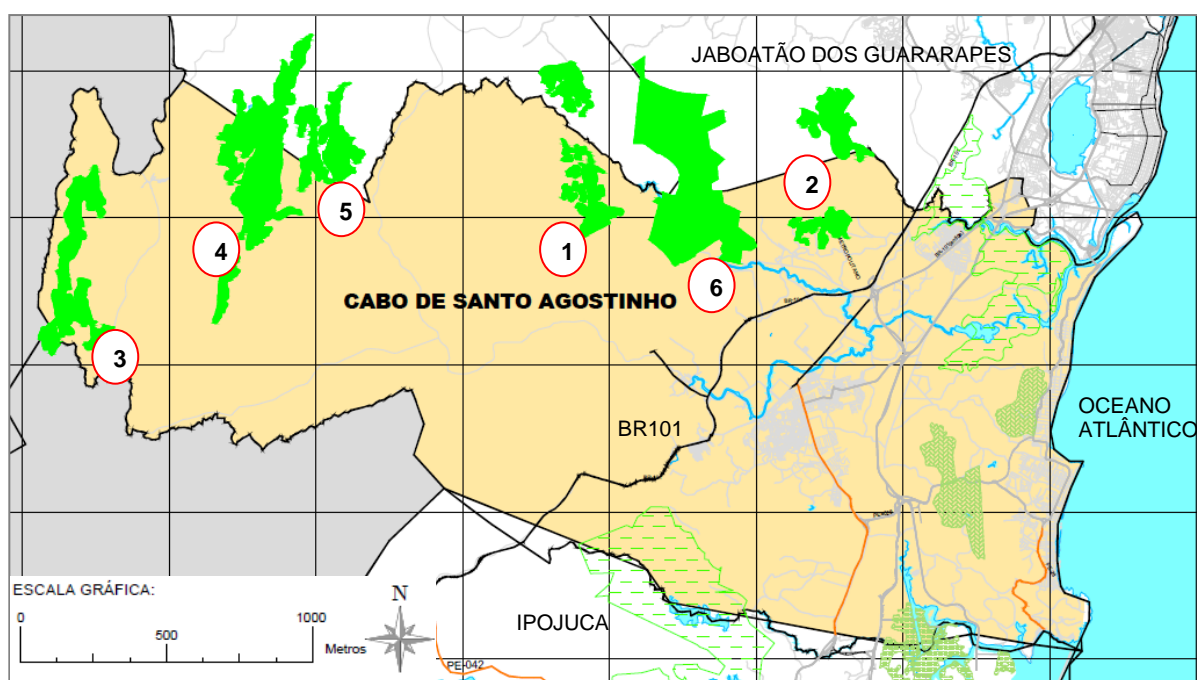 JABOATÃO DOS GUARARAPES
2
5
4
1
6
CABO DE SANTO AGOSTINHO
3
OCEANO
ATLÂNTICO
BR101
ESCALA GRÁFICA:
N
0
500
1000
Metros
IPOJUCA
PE-042